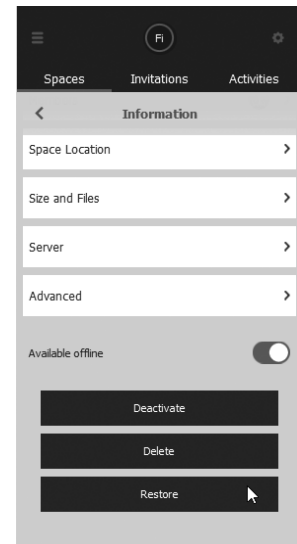 Fi
Spaces Invitations Activities
Information
Space Location
Size and Files
Server
Advanced
Available offline
Deactivate
Delete
Restore